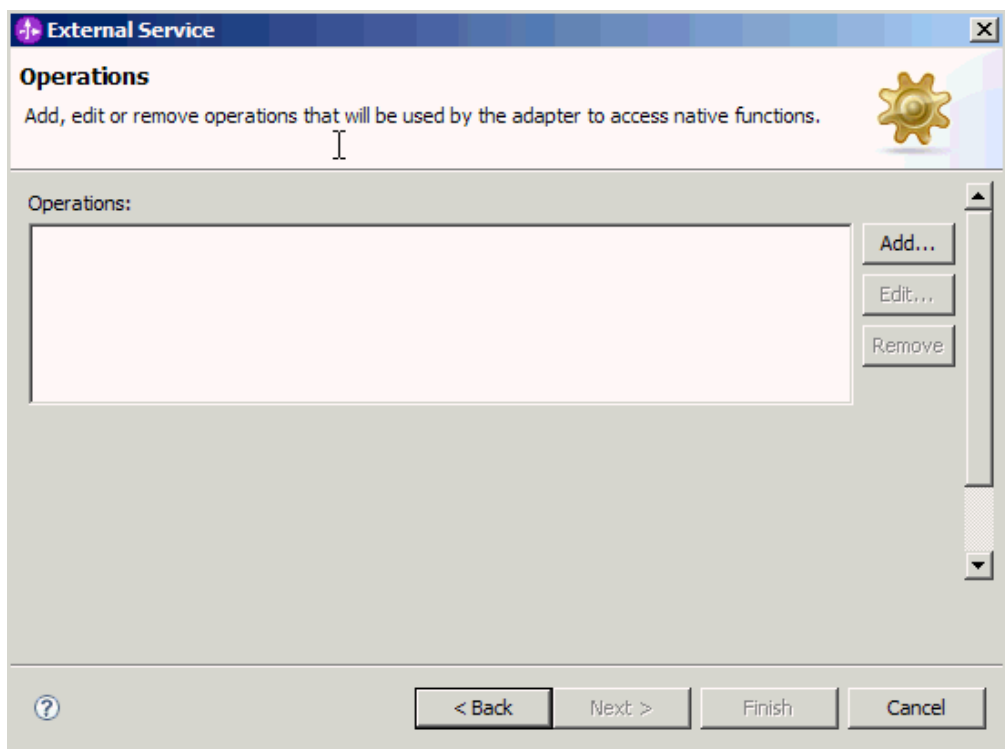 External Service
Operations
Add, edit or remove operations that will be used by the adapter to access native functions.
Operations:
Add...
Edit...
Remove
?
< Back
Next >
Finish
Cancel